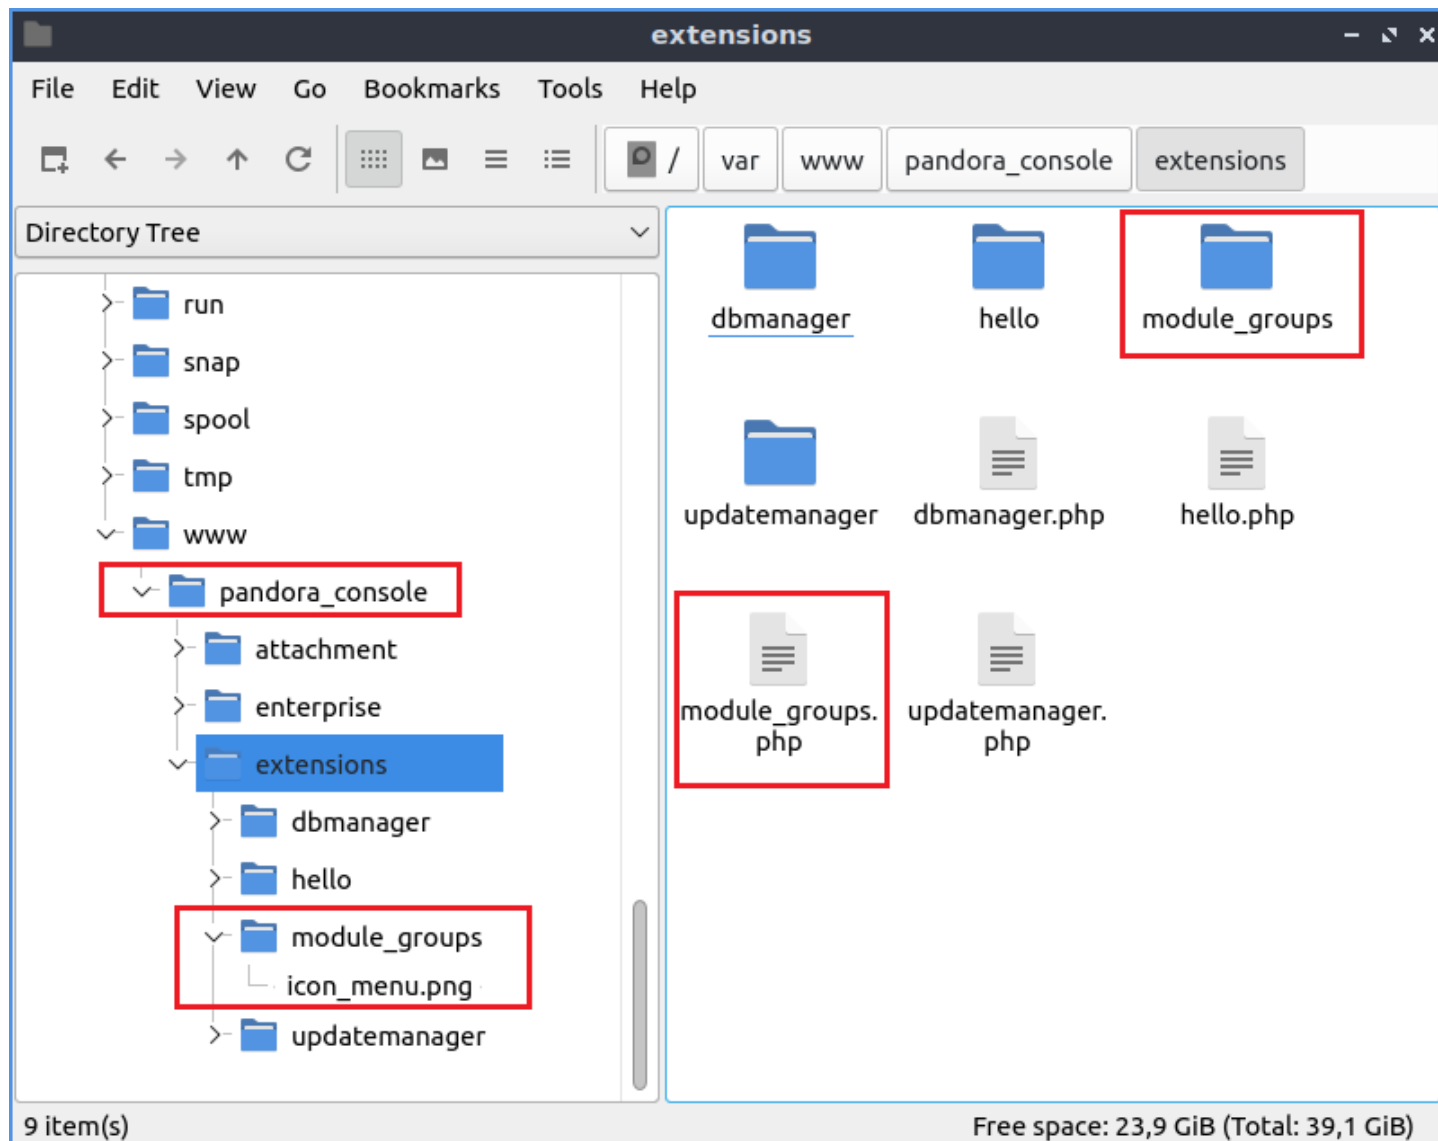 extensions
File Edit View Go Bookmarks Tools Help
/ var www pandora_console extensions
Directory Tree
run
snap
spool
tmp
www
pandora_console
attachment
enterprise
extensions
dbmanager
hello
module_groups
icon_menu.png
updatemanager
dbmanager hello module_groups
updatemanager dbmanager.php hello.php
module_groups.
php
updatemanager.
php
9 item(s)
Free space: 23,9 GiB (Total: 39,1 GiB)